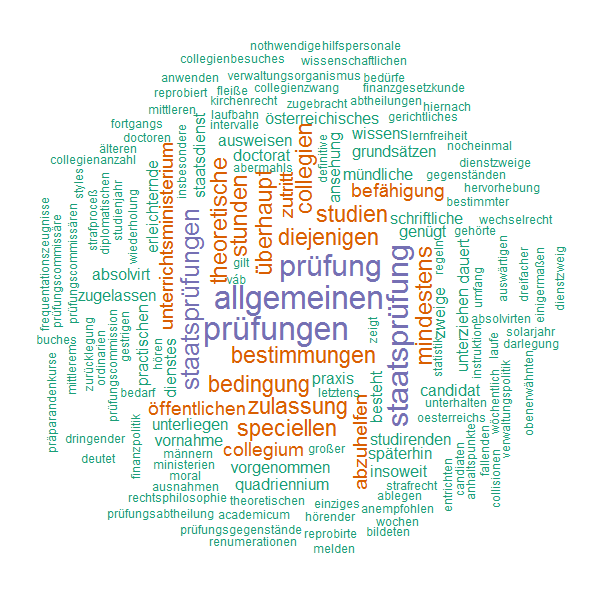 nothwendige
hilfspersonale
collegienbesuches
wissenschaftlichen
anwenden
verwaltungsorganismus
bedürfe
reprobiert
fleiße
collegienzwang
finanzgesetzkunde
kirchenrecht
zugebracht
abtheilungen
hiernach
mittleren
laufbahn
österreichisches
gerichtliches
fortgangs
intervalle
wissens
lernfreiheit
doctoren
ausweisen
nocheinmal
älteren
doctorat
grundsätzen
collegienanzahl
abermahls
dienstzweige
insbesondere
staatsdienst
definitive
ansehung
mündliche
gegenständen
hervorhebung
styles
strafproceß
diplomatischen
studienjahr
wiederholung
erleichternde
unterrichtsministerium
theoretische
stunden
überhaupt
zutritt
collegien
befähigung
bestimmter
frequentationszeugnisse
prüfungscommissäre
prüfungscommissären
studien
schriftliche
wechselrecht
staatsprüfungen
diejenigen
genügt
gehörte
absolvirt
gilt
prüfung
regeln
auswärtigen
dreifacher
einigermaßen
dienstzweig
zugelassen
váb
allgemeinen
staatsprüfung
mindestens
zweige
statistik
unterziehen
dauert
instruktion
umfang
prüfungen
zeigt
absolvirten
solarjahr
buches
zurücklegung
ordinarien
prüfungscommission
gestrigen
practischen
hören
dienstes
bestimmungen
laufe
darlegung
präparandenkurse
mittlerem
bedingung
praxis
besteht
candidat
wöchentlich
verwaltungspolitik
obenerwähnten
bedarf
letztens
unterhalten
öffentlichen
zulassung
abzuhelfen
oesterreichs
finanzpolitik
unterliegen
speciellen
dringender
vornahme
studirenden
anhaltspunkte
fallenden
männern
collegium
großer
späterhin
deutet
ministerien
vorgenommen
insoweit
entrichten
candiaten
collisionen
moral
ausnahmen
quadriennium
strafrecht
rechtsphilosophie
theoretischen
einziges
ablegen
anempfohlen
prüfungsabtheilung
academicum
hörender
wochen
prüfungsgegenstände
reprobirte
bildeten
renumerationen
melden